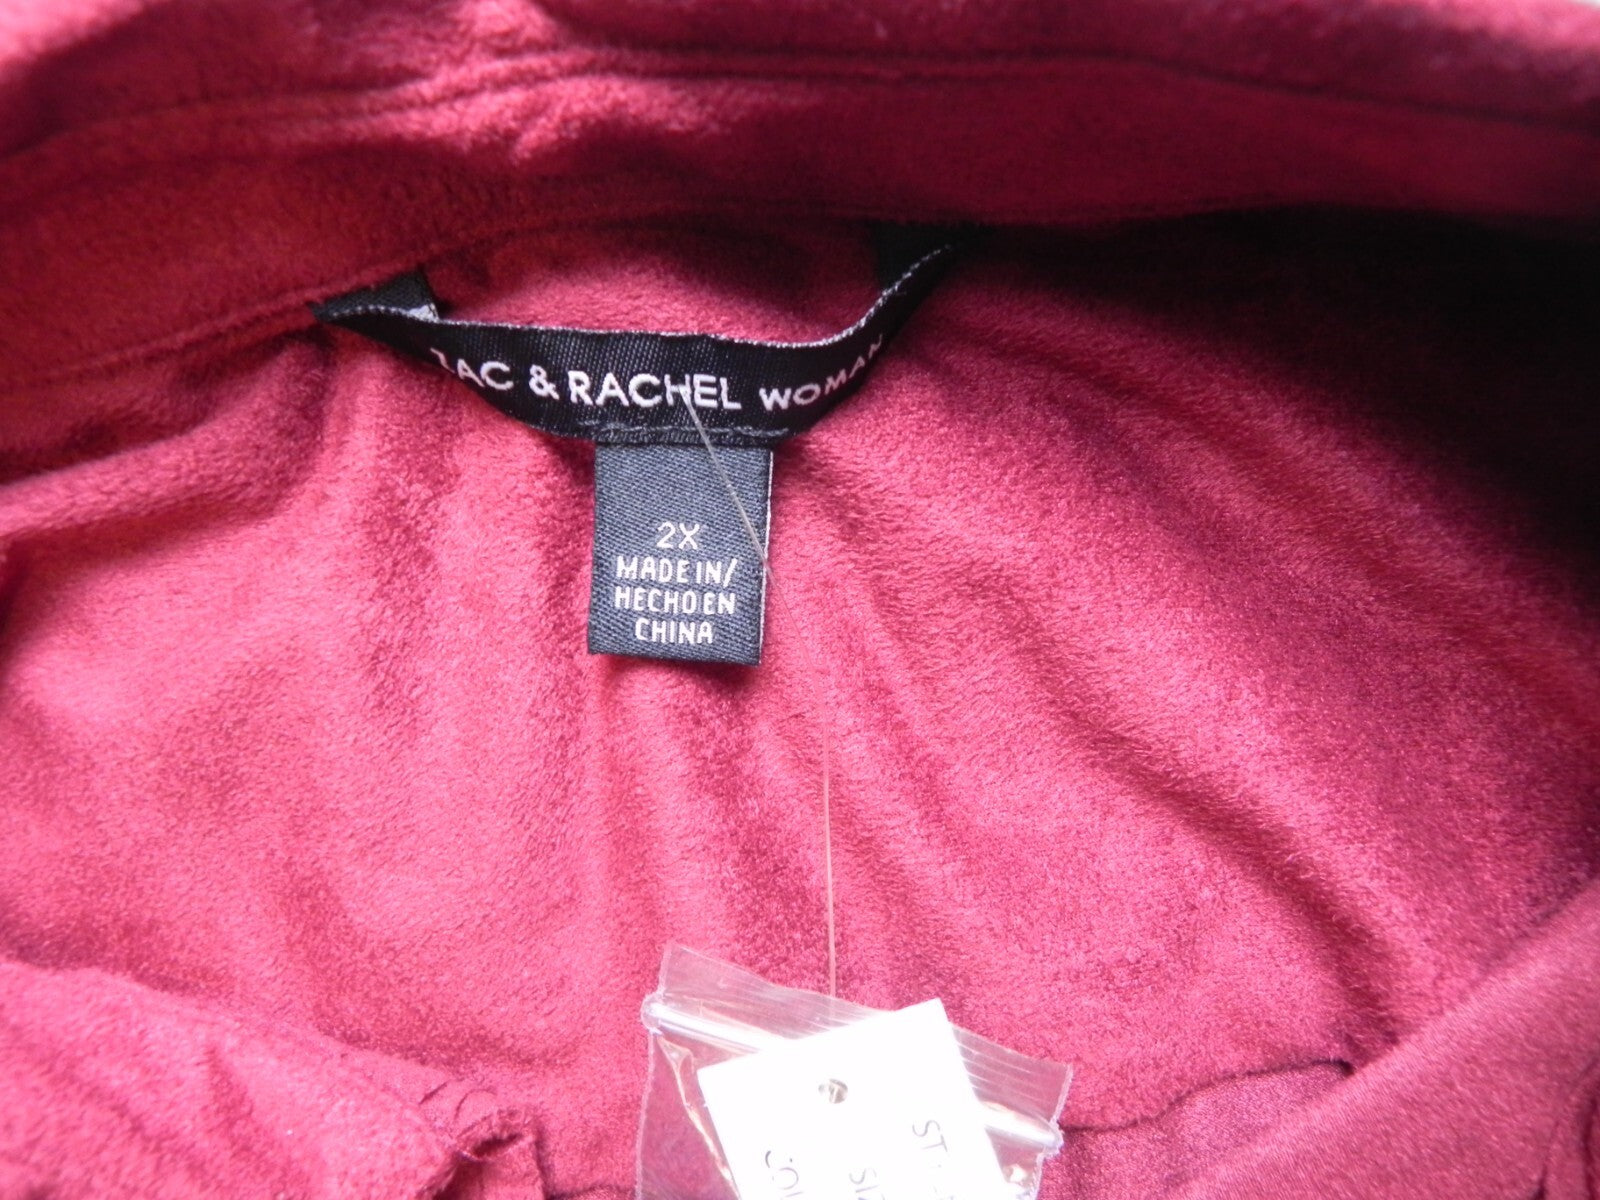 ZAC & RACHEL WOMAN
2X
MADE IN/
HECHO EN
CHINA